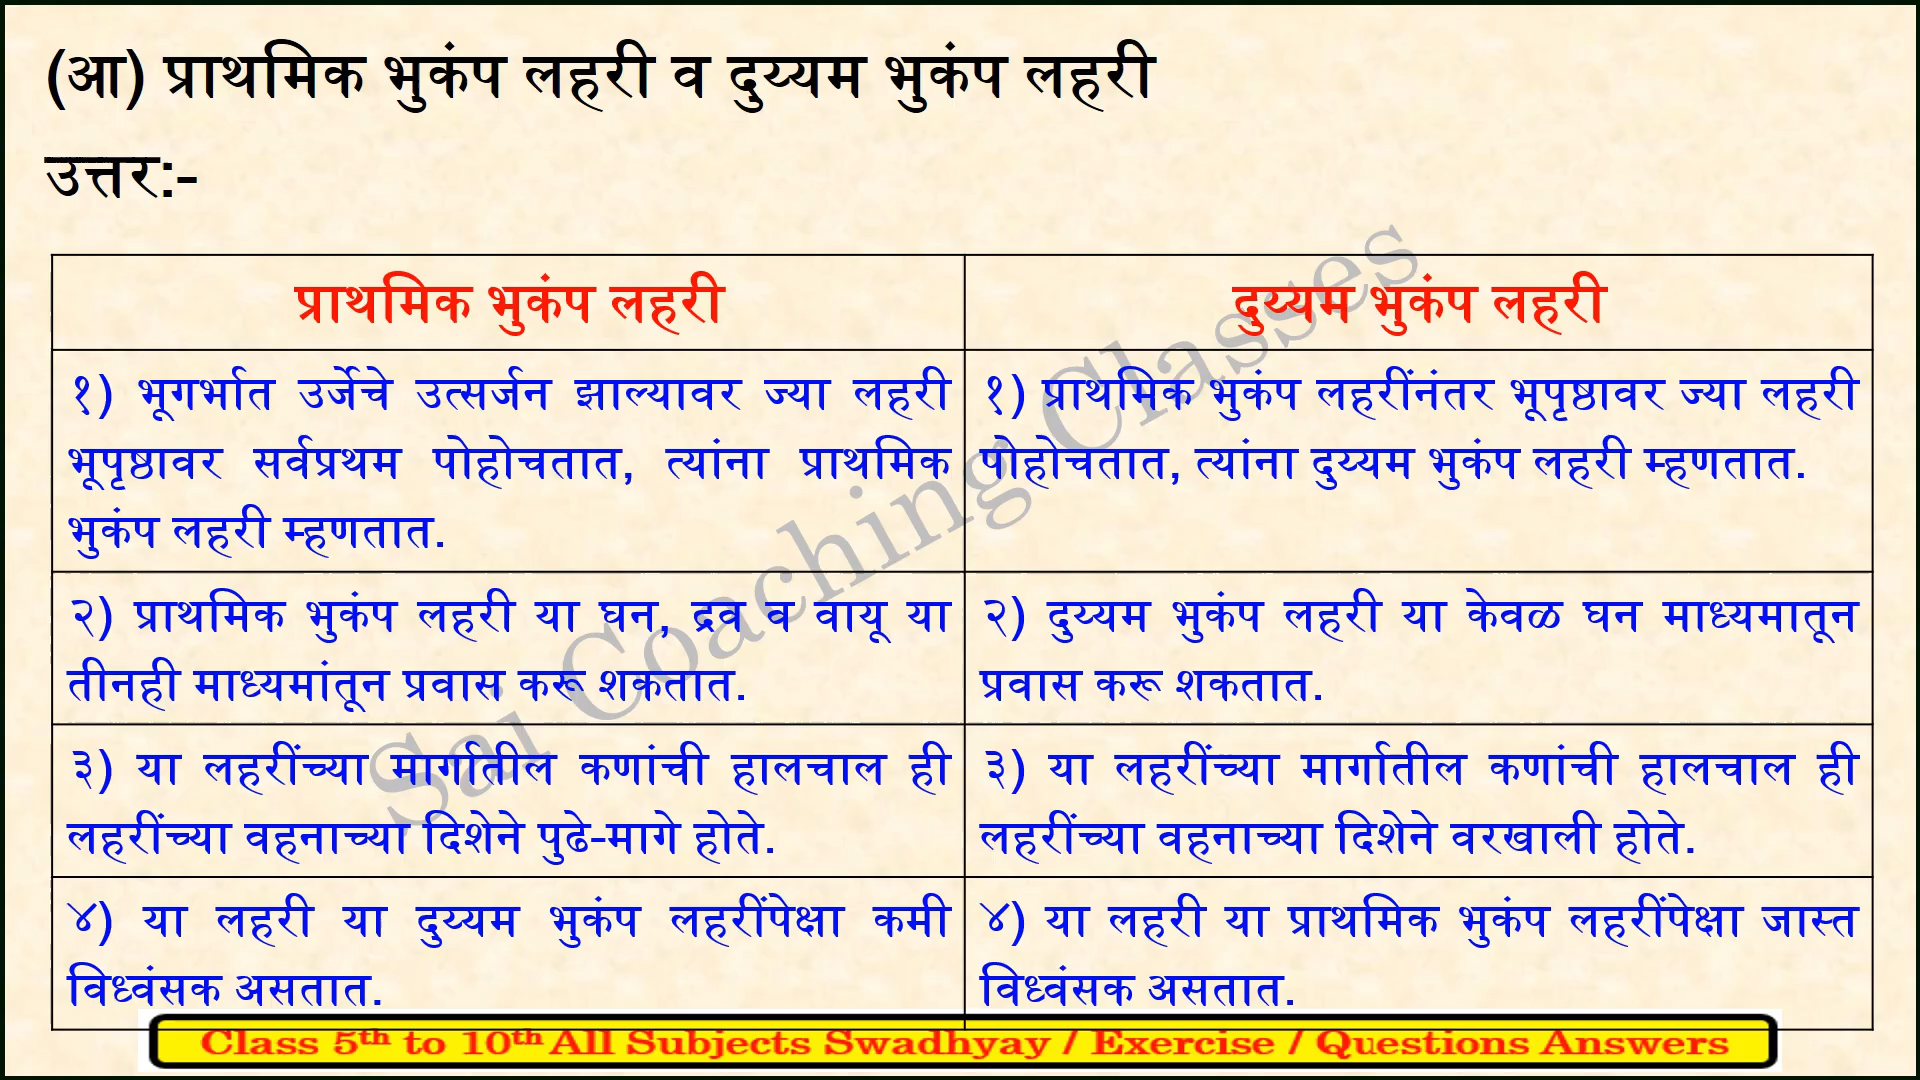 (आ) प्राथमिक भुकंप लहरी व दुय्यम भुकंप लहरी
उत्तर:-
प्राथमिक भुकंप लहरी
दुय्यम भुकंप लहरी
१) भूगर्भात उर्जेचे उत्सर्जन झाल्यावर ज्या लहरी
भूपृष्ठावर सर्वप्रथम पोहोचतात, त्यांना प्राथमिक
भुकंप लहरी म्हणतात.
१) प्राथमिक भुकंप लहरींनंतर भूपृष्ठावर ज्या लहरी
पोहोचतात, त्यांना दुय्यम भुकंप लहरी म्हणतात.
२) प्राथमिक भुकंप लहरी या घन, द्रव व वायू या
तीनही माध्यमांतून प्रवास करू शकतात.
२) दुय्यम भुकंप लहरी या केवळ घन माध्यमातून
प्रवास करू शकतात.
३) या लहरींच्या मार्गातील कणांची हालचाल ही
लहरींच्या वहनाच्या दिशेने पुढे-मागे होते.
३) या लहरींच्या मार्गातील कणांची हालचाल ही
लहरींच्या वहनाच्या दिशेने वरखाली होते.
४) या लहरी या दुय्यम भुकंप लहरींपेक्षा कमी
विध्वंसक असतात.
४) या लहरी या प्राथमिक भुकंप लहरींपेक्षा जास्त
विध्वंसक असतात.
Sai Coaching Classes
Class 5th to 10th All Subjects Swadhyay / Exercise / Questions Answers